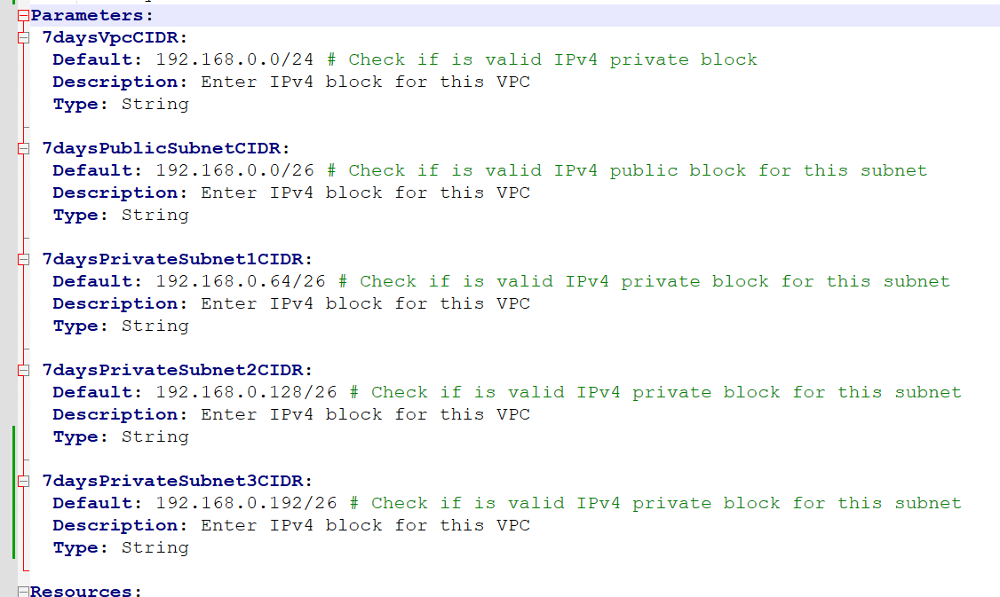 Parameters:
7daysVpcCIDR:
Default: 192.168.0.0/24 # Check if is valid IPv4 private block
Description: Enter IPv4 block for this VPC
Type: String
7daysPublicSubnetCIDR:
Default: 192.168.0.0/26 # Check if is valid IPv4 public block for this subnet
Description: Enter IPv4 block for this VPC
Type: String
7daysPrivateSubnet1CIDR:
Default: 192.168.0.64/26 # Check if is valid IPv4 private block for this subnet
Description: Enter IPv4 block for this VPC
Type: String
7daysPrivateSubnet2CIDR:
Default: 192.168.0.128/26 # Check if is valid IPv4 private block for this subnet
Description: Enter IPv4 block for this VPC
Type: String
7daysPrivateSubnet3CIDR:
Default: 192.168.0.192/26 # Check if is valid IPv4 private block for this subnet
Description: Enter IPv4 block for this VPC
Type: String
Resources: